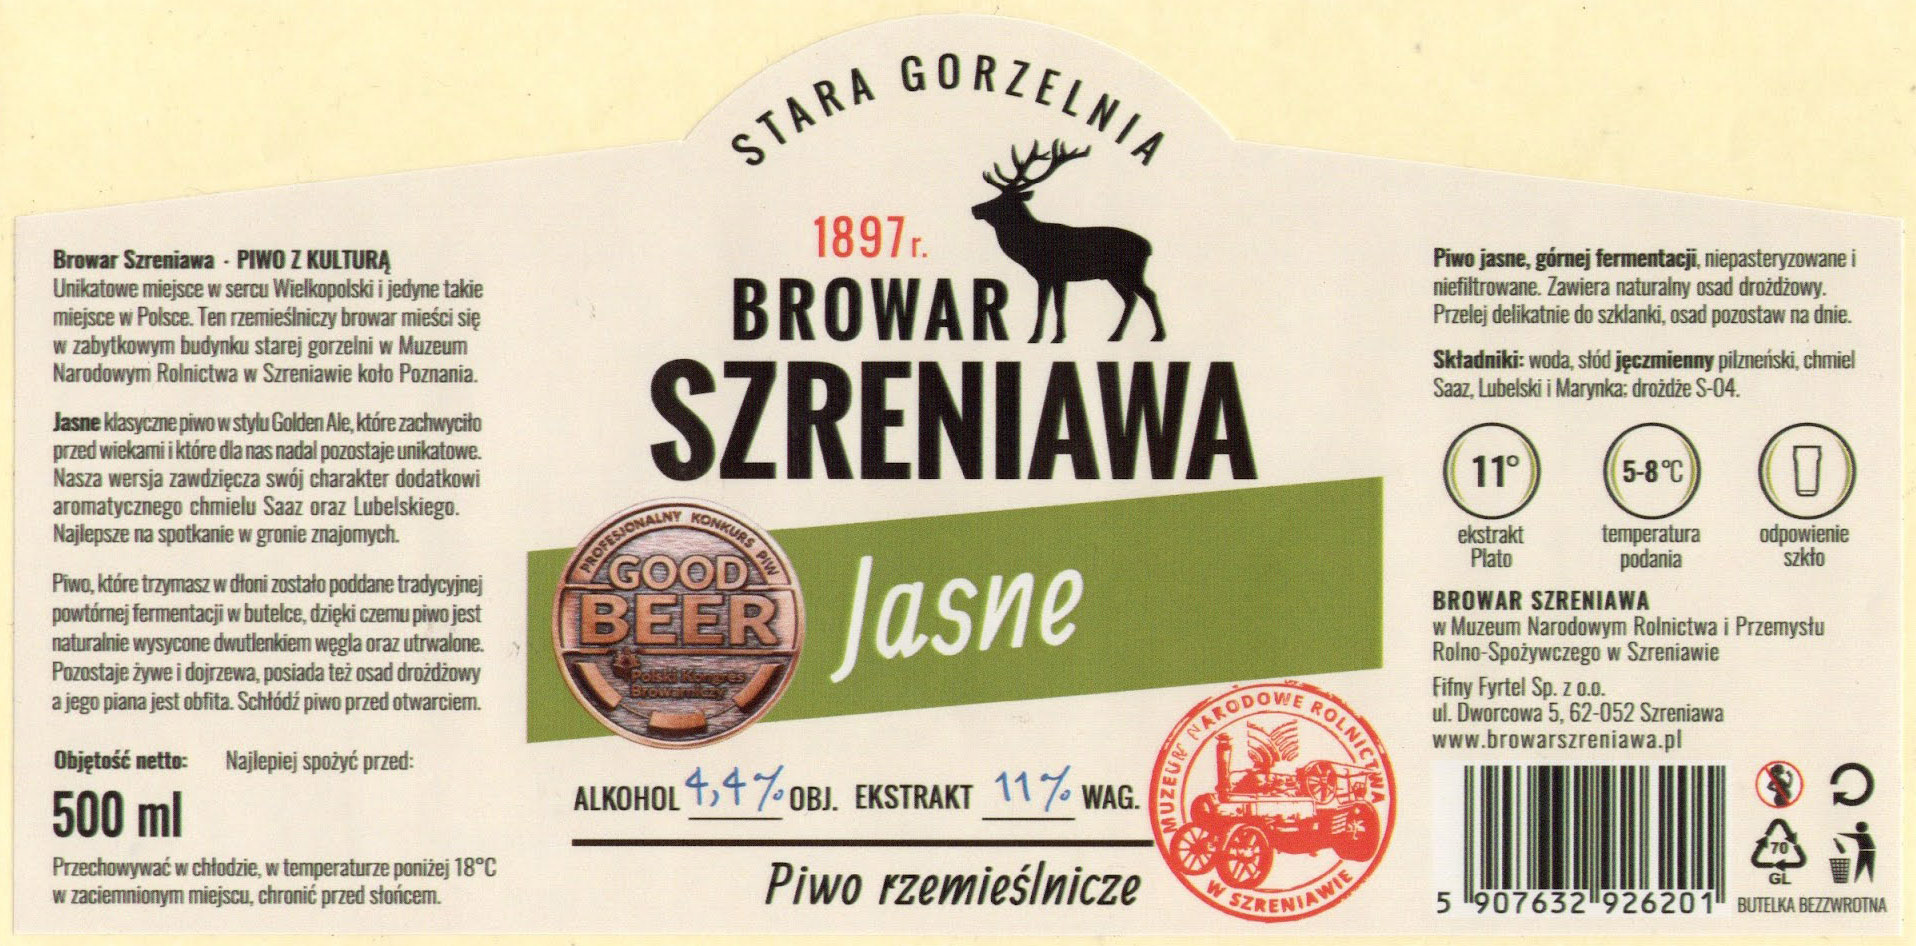 STARA GORZELNIA
1897 r.
BROWAR
SZRENIAWA
Browar Szreniawa - PIWO Z KULTURĄ
Unikatowe miejsce w sercu Wielkopolski i jedyne takie
miejsce w Polsce. Ten rzemieślniczy browar mieści się
w zabytkowym budynku starej gorzelni w Muzeum
Narodowym Rolnictwa w Szreniawie koło Poznania.
Jasne klasyczne piwo w stylu Golden Ale, które zachwyciło
przed wiekami i które dla nas nadal pozostaje unikatowe.
Nasza wersja zawdzięcza swój charakter dodatkowi
aromatycznego chmielu Saaz oraz Lubelskiego.
Najlepsze na spotkanie w gronie znajomych.
Piwo, które trzymasz w dłoni zostało poddane tradycyjnej
powtórnej fermentacji w butelce, dzięki czemu piwo jest
naturalnie wysycone dwutlenkiem węgla oraz utrwalone.
Pozostaje żywe i dojrzewa, posiada też osad drożdżowy
a jego piana jest obfita. Schłódź piwo przed otwarciem.
Objętość netto: Najlepiej spożyć przed:
500 ml
Przechowywać w chłodzie, w temperaturze poniżej 18°C
w zaciemnionym miejscu, chronić przed słońcem.
PROFESJONALNY KONKURS PIW
GOOD
BEER
Polski Kongres
Browarniczy
Jasne
ALKOHOL 4,4% OBJ. EKSTRAKT 11% WAG.
Piwo rzemieślnicze
MUZEUM NARODOWE ROLNICTWA
W SZRENIAWIE
Piwo jasne, górnej fermentacji, niepasteryzowane i
niefiltrowane. Zawiera naturalny osad drożdżowy.
Przelej delikatnie do szklanki, osad pozostaw na dnie.
Składniki: woda, słód jęczmienny pilzneński, chmiel
Saaz, Lubelski i Marynka; drożdże S-04.
11° 5-8°C
ekstrakt temperatura odpowienie
Plato podania szkło
BROWAR SZRENIAWA
w Muzeum Narodowym Rolnictwa i Przemysłu
Rolno-Spożywczego w Szreniawie
Fifny Fyrtel Sp. z o.o.
ul. Dworcowa 5, 62-052 Szreniawa
www.browarszreniawa.pl
70
GL
5 907632 926201
BUTELKA BEZZWROTNA